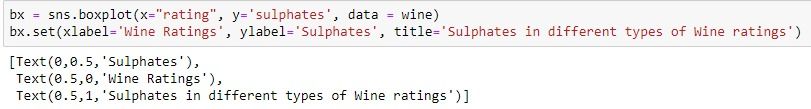 bx = sns.boxplot(x="rating", y='sulphates', data = wine)
bx.set(xlabel='Wine Ratings', ylabel='Sulphates', title='Sulphates in different types of Wine ratings')
[Text(0,0.5,'Sulphates'),
 Text(0.5,0,'Wine Ratings'),
 Text(0.5,1,'Sulphates in different types of Wine ratings')]